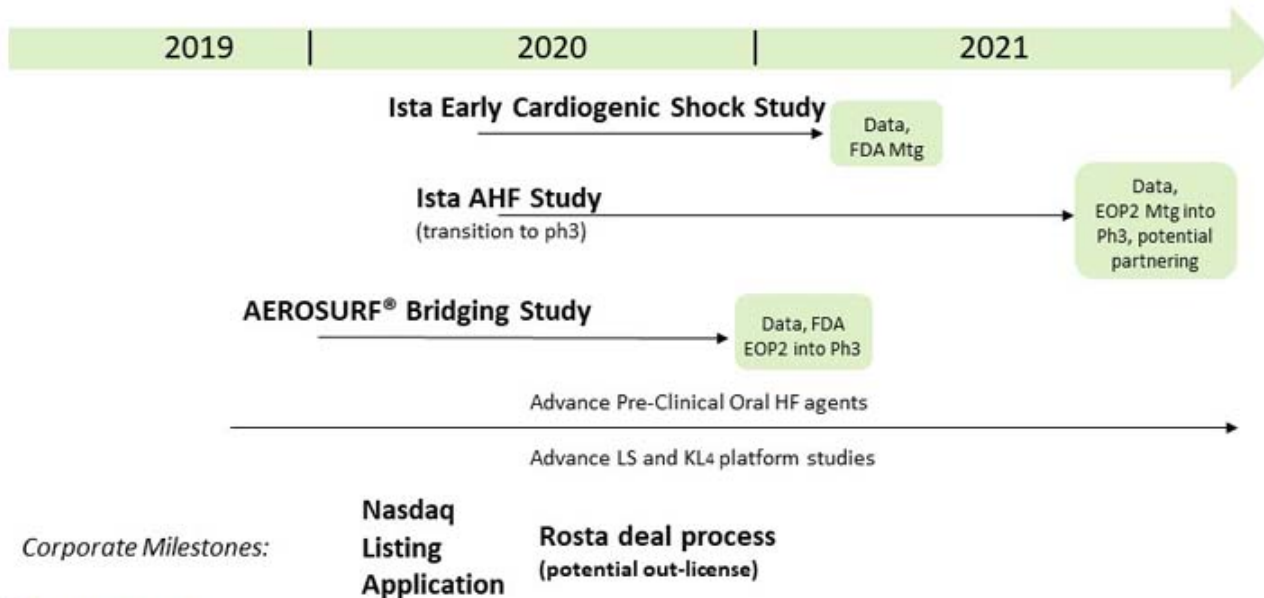 2019 | 2020 | 2021
Ista Early Cardiogenic Shock Study
Data,
FDA Mtg
Ista AHF Study
(transition to ph3)
Data,
EOP2 Mtg into
Ph3, potential
partnering
AEROSURF® Bridging Study
Data, FDA
EOP2 into Ph3
Advance Pre-Clinical Oral HF agents
Advance LS and KL4 platform studies
Corporate Milestones:
Nasdaq
Listing
Application
Rosta deal process
(potential out-license)